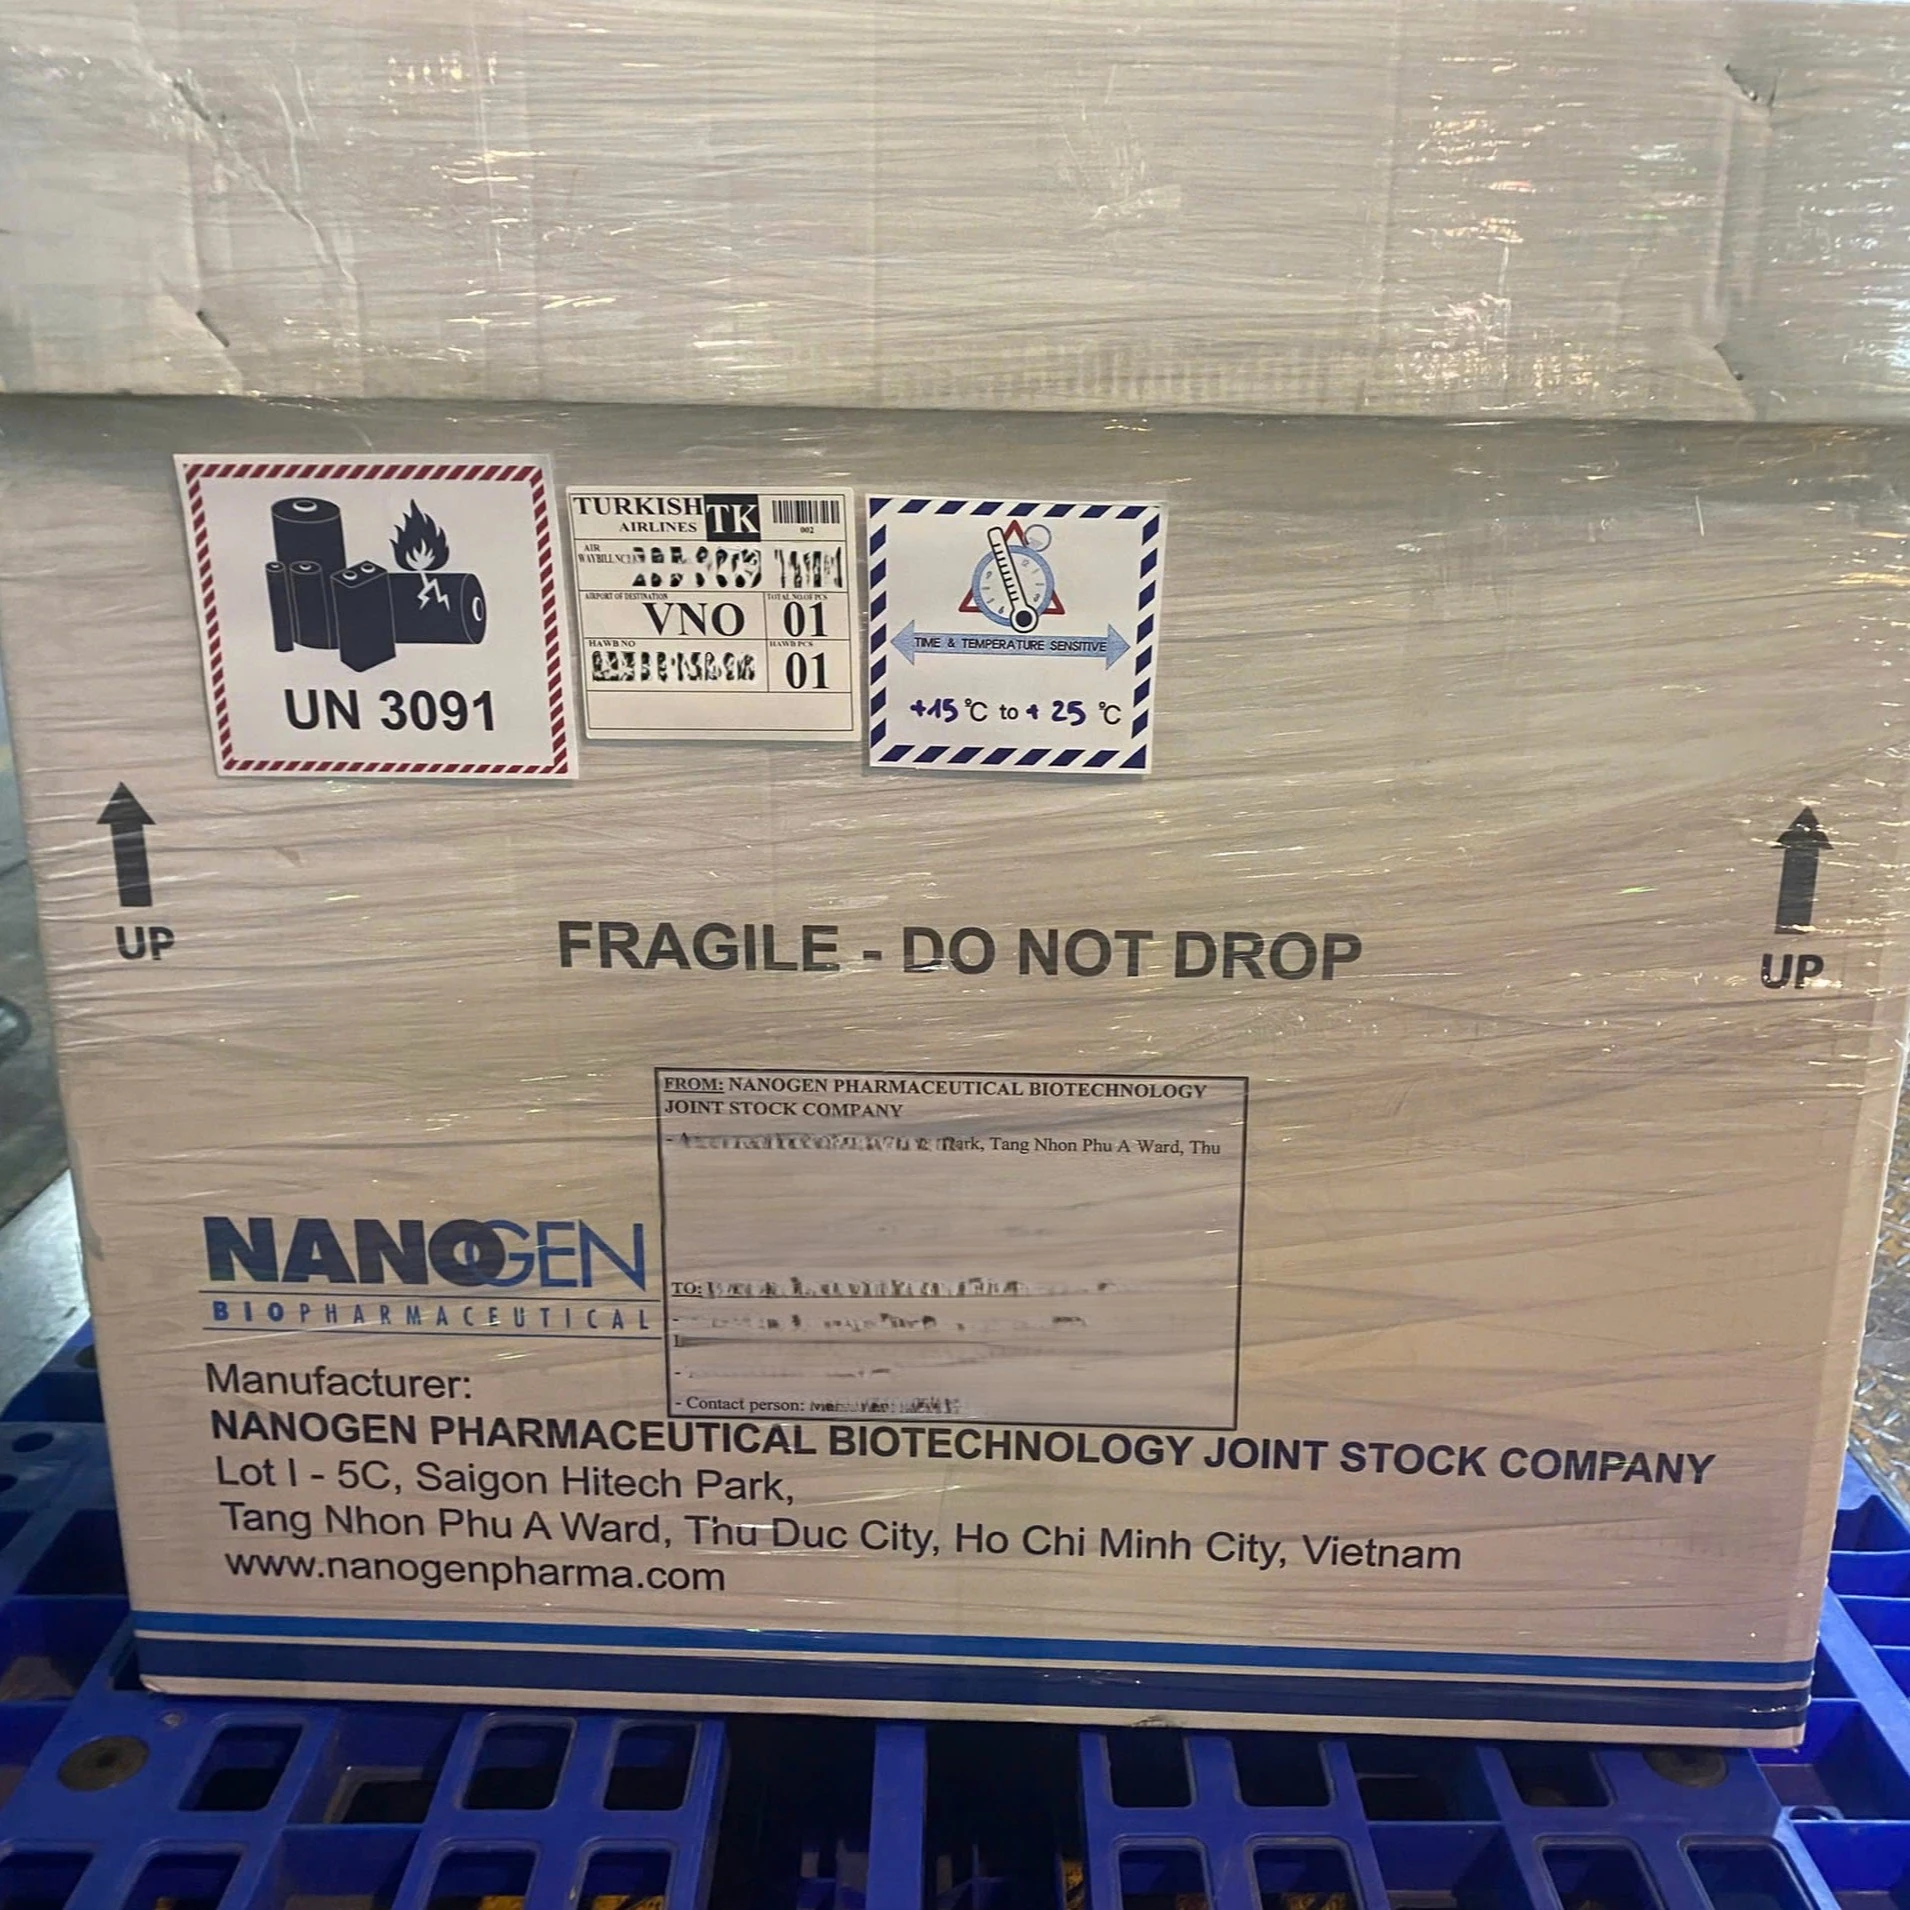 UN 3091
TURKISH
AIRLINES
TK
002
AIR
AIRPORT OF DESTINATION
VNO
TOTAL NO.OF PCS
01
HAWB NO
HAWB PCS
01
TIME & TEMPERATURE SENSITIVE
+15 °C to + 25 °C
UP
UP
FRAGILE - DO NOT DROP
FROM: NANOGEN PHARMACEUTICAL BIOTECHNOLOGY
JOINT STOCK COMPANY
Tang Nhon Phu A Ward, Thu
TO:
- Contact person:
NANOGEN
BIOPHARMACEUTICAL
Manufacturer:
NANOGEN PHARMACEUTICAL BIOTECHNOLOGY JOINT STOCK COMPANY
Lot I - 5C, Saigon Hitech Park,
Tang Nhon Phu A Ward, Thu Duc City, Ho Chi Minh City, Vietnam
www.nanogenpharma.com